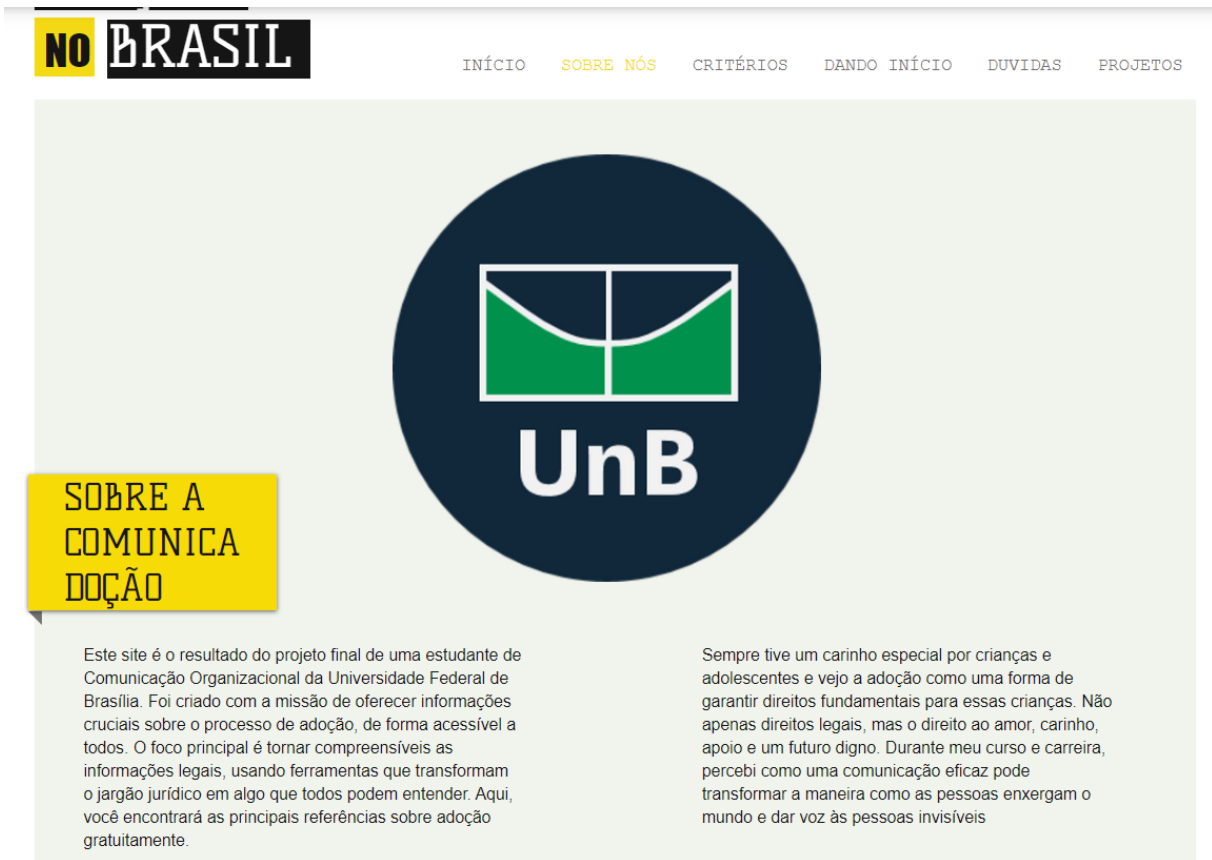 NO BRASIL
INÍCIO SOBRE NÓS CRITÉRIOS DANDO INÍCIO DUVIDAS PROJETOS
UnB
SOBRE A
COMUNICA
DOÇÃO
Este site é o resultado do projeto final de uma estudante de
Comunicação Organizacional da Universidade Federal de
Brasília. Foi criado com a missão de oferecer informações
cruciais sobre o processo de adoção, de forma acessível a
todos. O foco principal é tornar compreensíveis as
informações legais, usando ferramentas que transformam
o jargão jurídico em algo que todos podem entender. Aqui,
você encontrará as principais referências sobre adoção
gratuitamente.
Sempre tive um carinho especial por crianças e
adolescentes e vejo a adoção como uma forma de
garantir direitos fundamentais para essas crianças. Não
apenas direitos legais, mas o direito ao amor, carinho,
apoio e um futuro digno. Durante meu curso e carreira,
percebi como uma comunicação eficaz pode
transformar a maneira como as pessoas enxergam o
mundo e dar voz às pessoas invisíveis